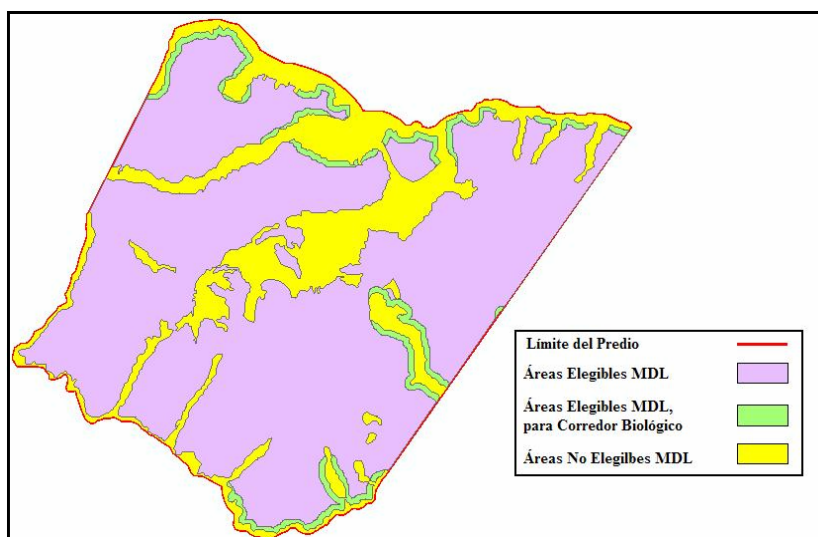 Límite del Predio
Áreas Elegibles MDL
Áreas Elegibles MDL,
para Corredor Biológico
Áreas No Elegilbes MDL